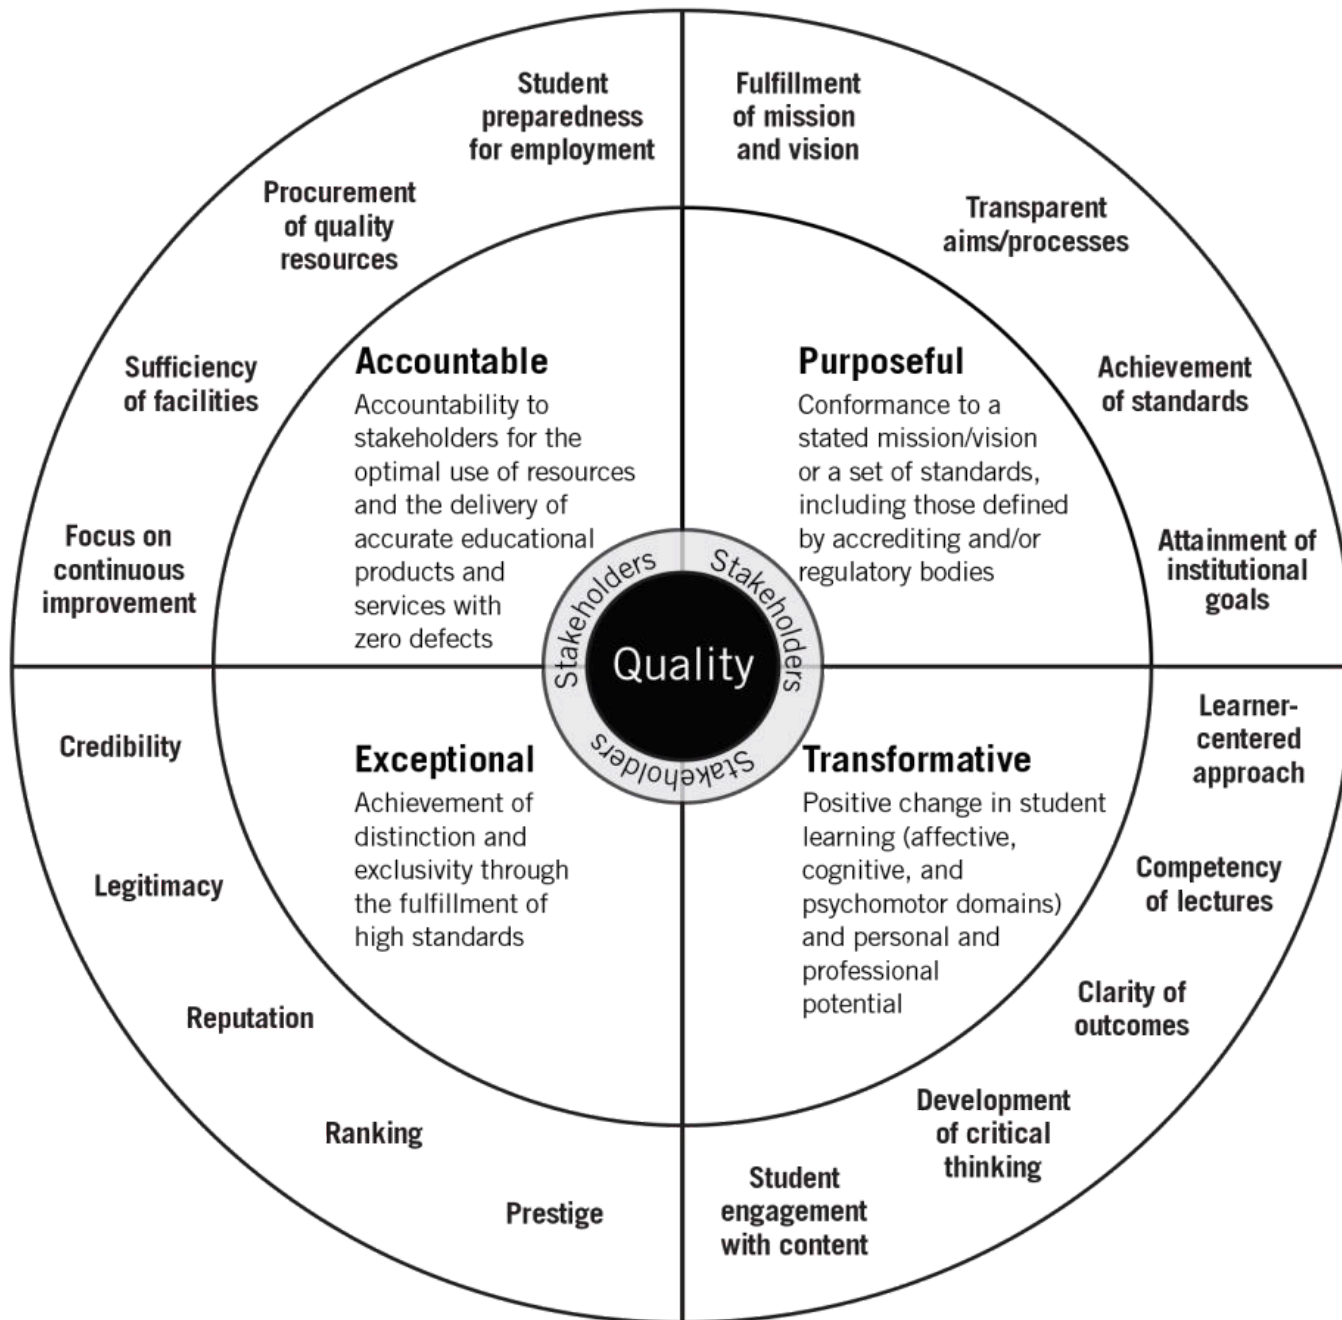 Student
preparedness
for employment
Procurement
of quality
resources
Sufficiency
of facilities
Focus on
continuous
improvement
Fulfillment
of mission
and vision
Transparent
aims/processes
Achievement
of standards
Attainment of
institutional
goals
Accountable
Accountability to
stakeholders for the
optimal use of resources
and the delivery of
accurate educational
products and
services with
zero defects
Purposeful
Conformance to a
stated mission/vision
or a set of standards,
including those defined
by accrediting and/or
regulatory bodies
Stakeholders
Stakeholders
Stakeholders
Quality
Exceptional
Achievement of
distinction and
exclusivity through
the fulfillment of
high standards
Transformative
Positive change in student
learning (affective,
cognitive, and
psychomotor domains)
and personal and
professional
potential
Credibility
Legitimacy
Reputation
Ranking
Prestige
Learner-
centered
approach
Competency
of lectures
Clarity of
outcomes
Development
of critical
thinking
Student
engagement
with content